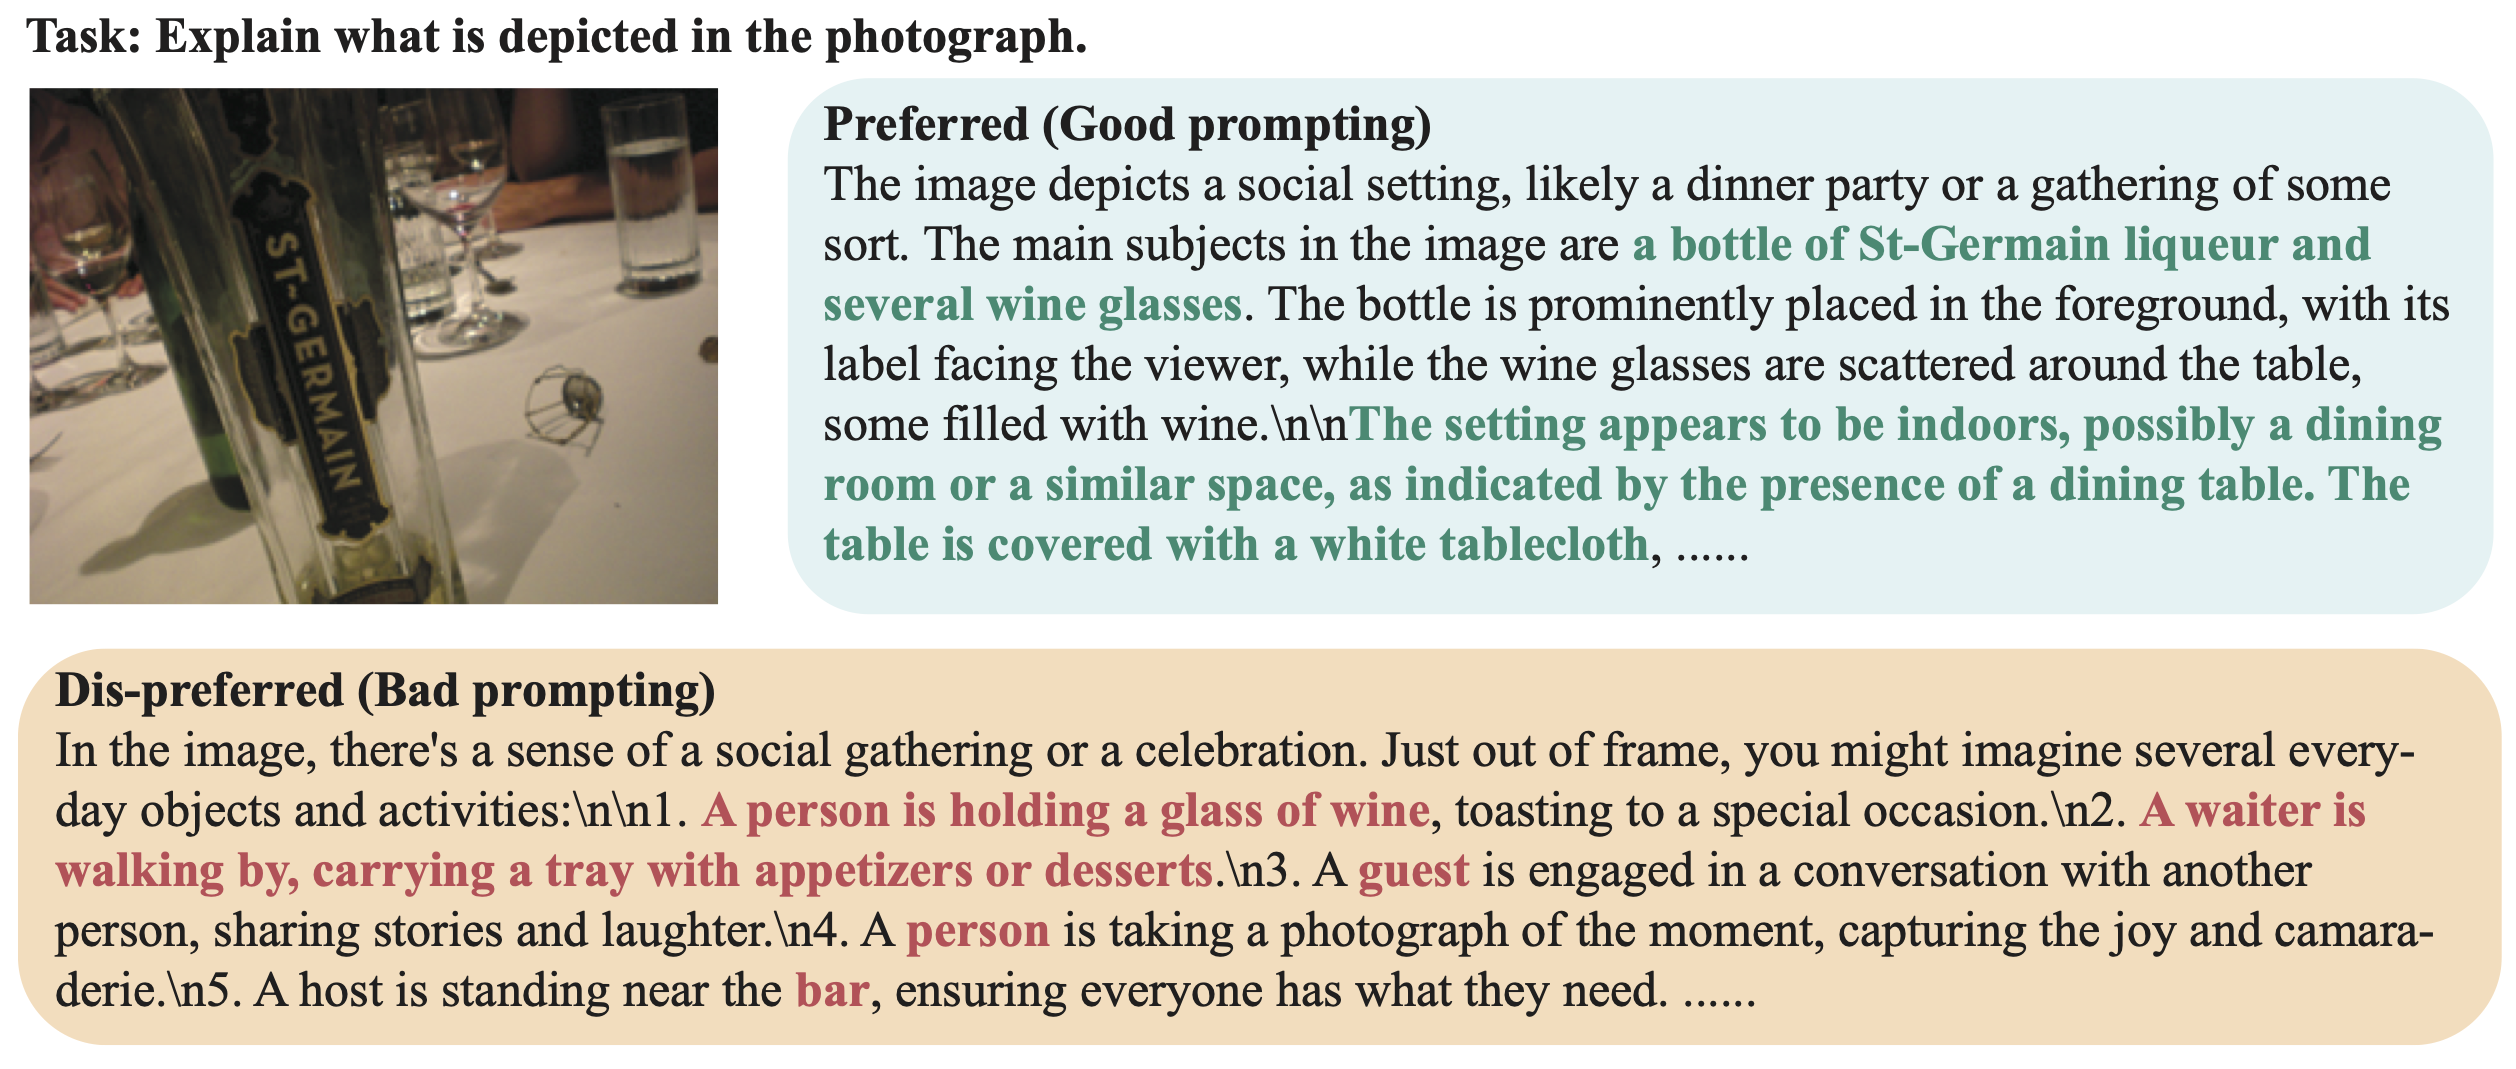 Task: Explain what is depicted in the photograph.
ST-GERMAIN
Preferred (Good prompting)
The image depicts a social setting, likely a dinner party or a gathering of some
sort. The main subjects in the image are a bottle of St-Germain liqueur and
several wine glasses. The bottle is prominently placed in the foreground, with its
label facing the viewer, while the wine glasses are scattered around the table,
some filled with wine.\n\nThe setting appears to be indoors, possibly a dining
room or a similar space, as indicated by the presence of a dining table. The
table is covered with a white tablecloth, ......
Dis-preferred (Bad prompting)
In the image, there's a sense of a social gathering or a celebration. Just out of frame, you might imagine several every-
day objects and activities:\n\n1. A person is holding a glass of wine, toasting to a special occasion.\n2. A waiter is
walking by, carrying a tray with appetizers or desserts.\n3. A guest is engaged in a conversation with another
person, sharing stories and laughter.\n4. A person is taking a photograph of the moment, capturing the joy and camara-
derie.\n5. A host is standing near the bar, ensuring everyone has what they need. ......